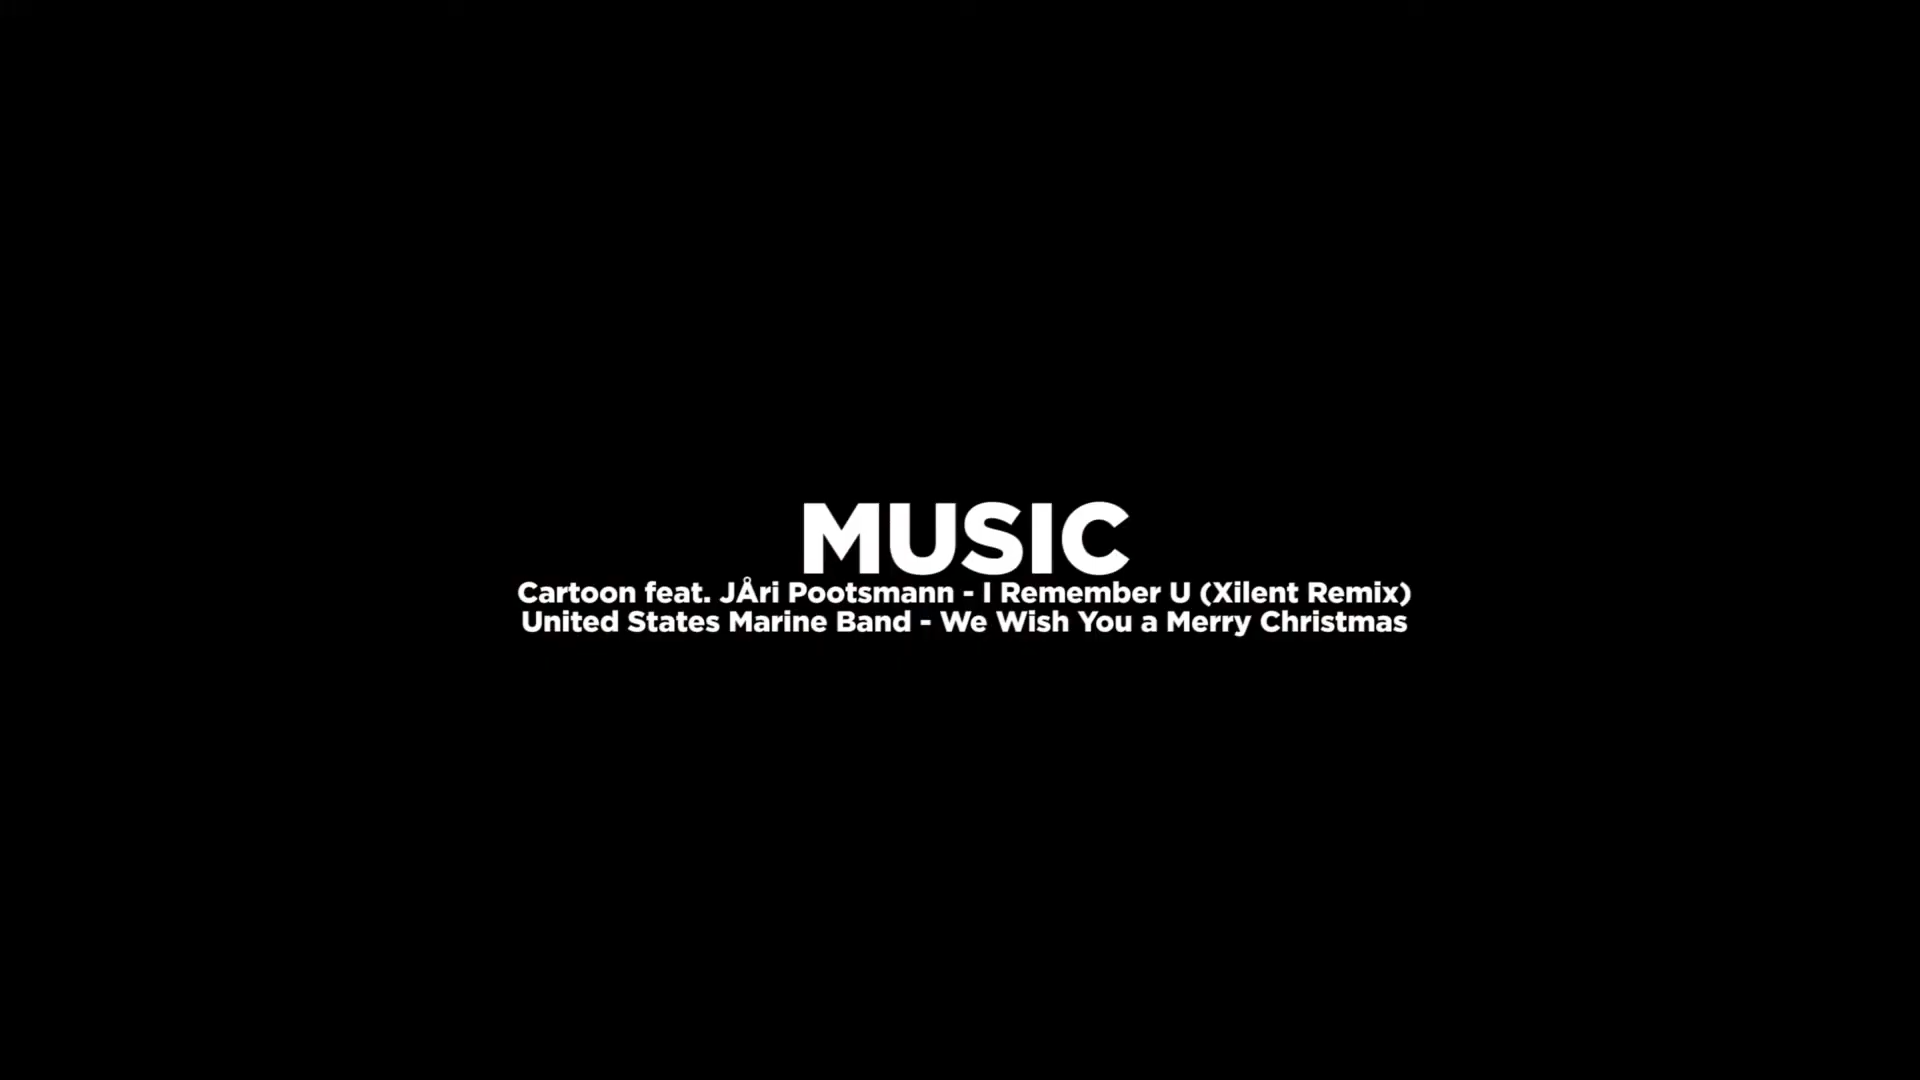 MUSIC
Cartoon feat. JÅri Pootsmann - I Remember U (Xilent Remix)
United States Marine Band - We Wish You a Merry Christmas